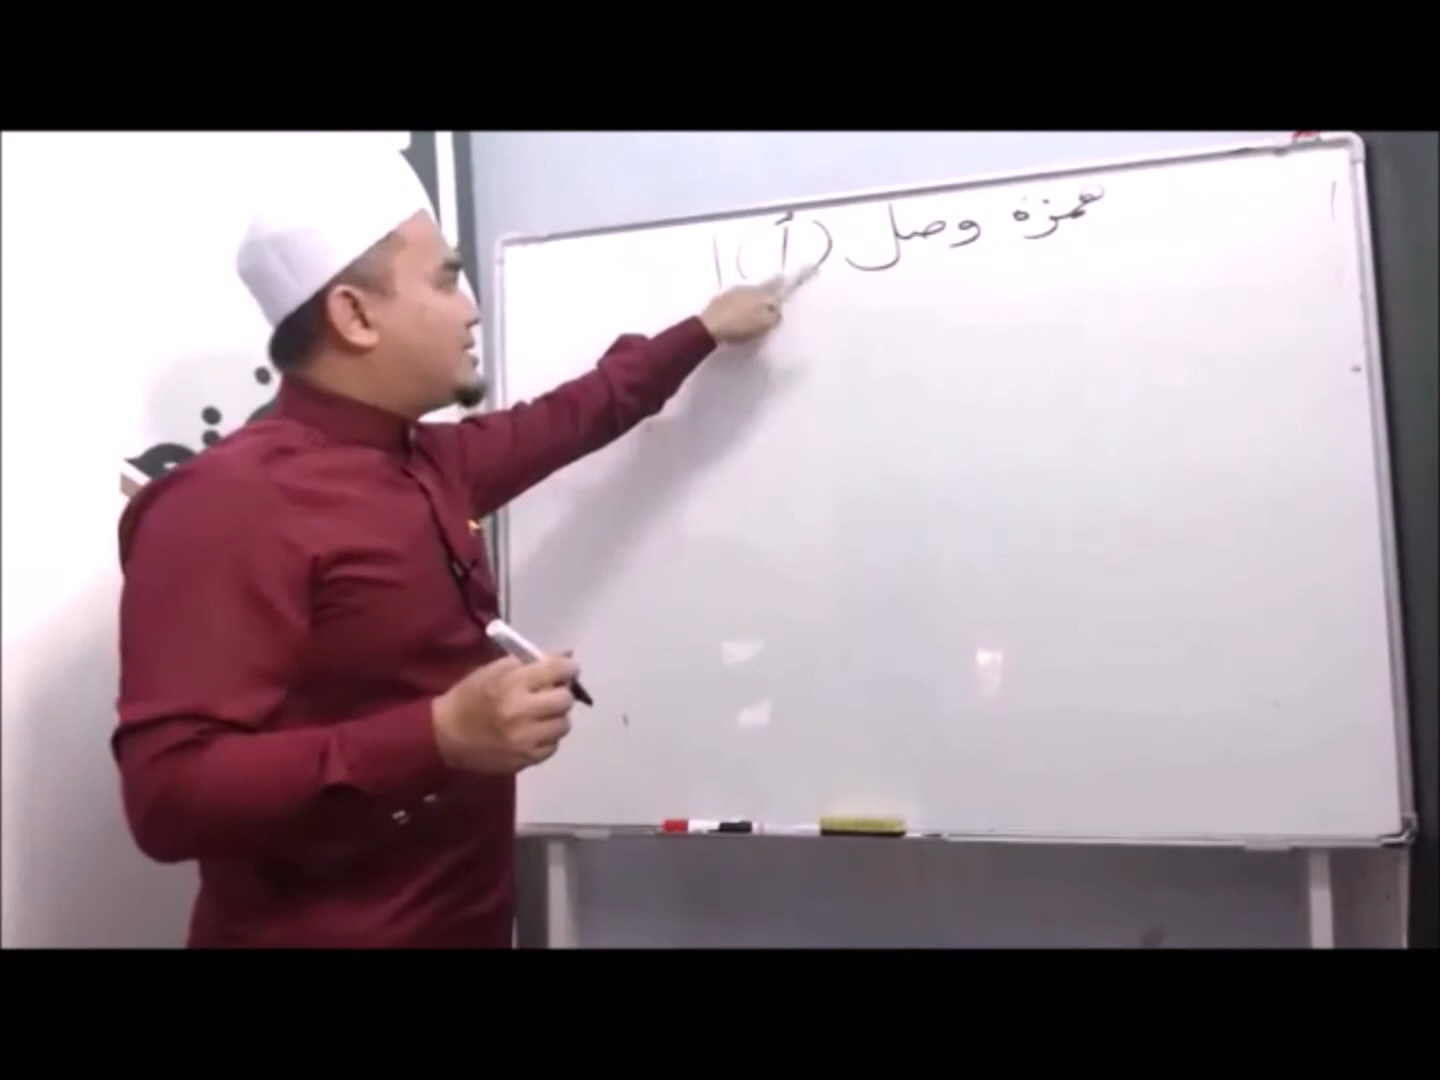 همزة وصل (أ) ا